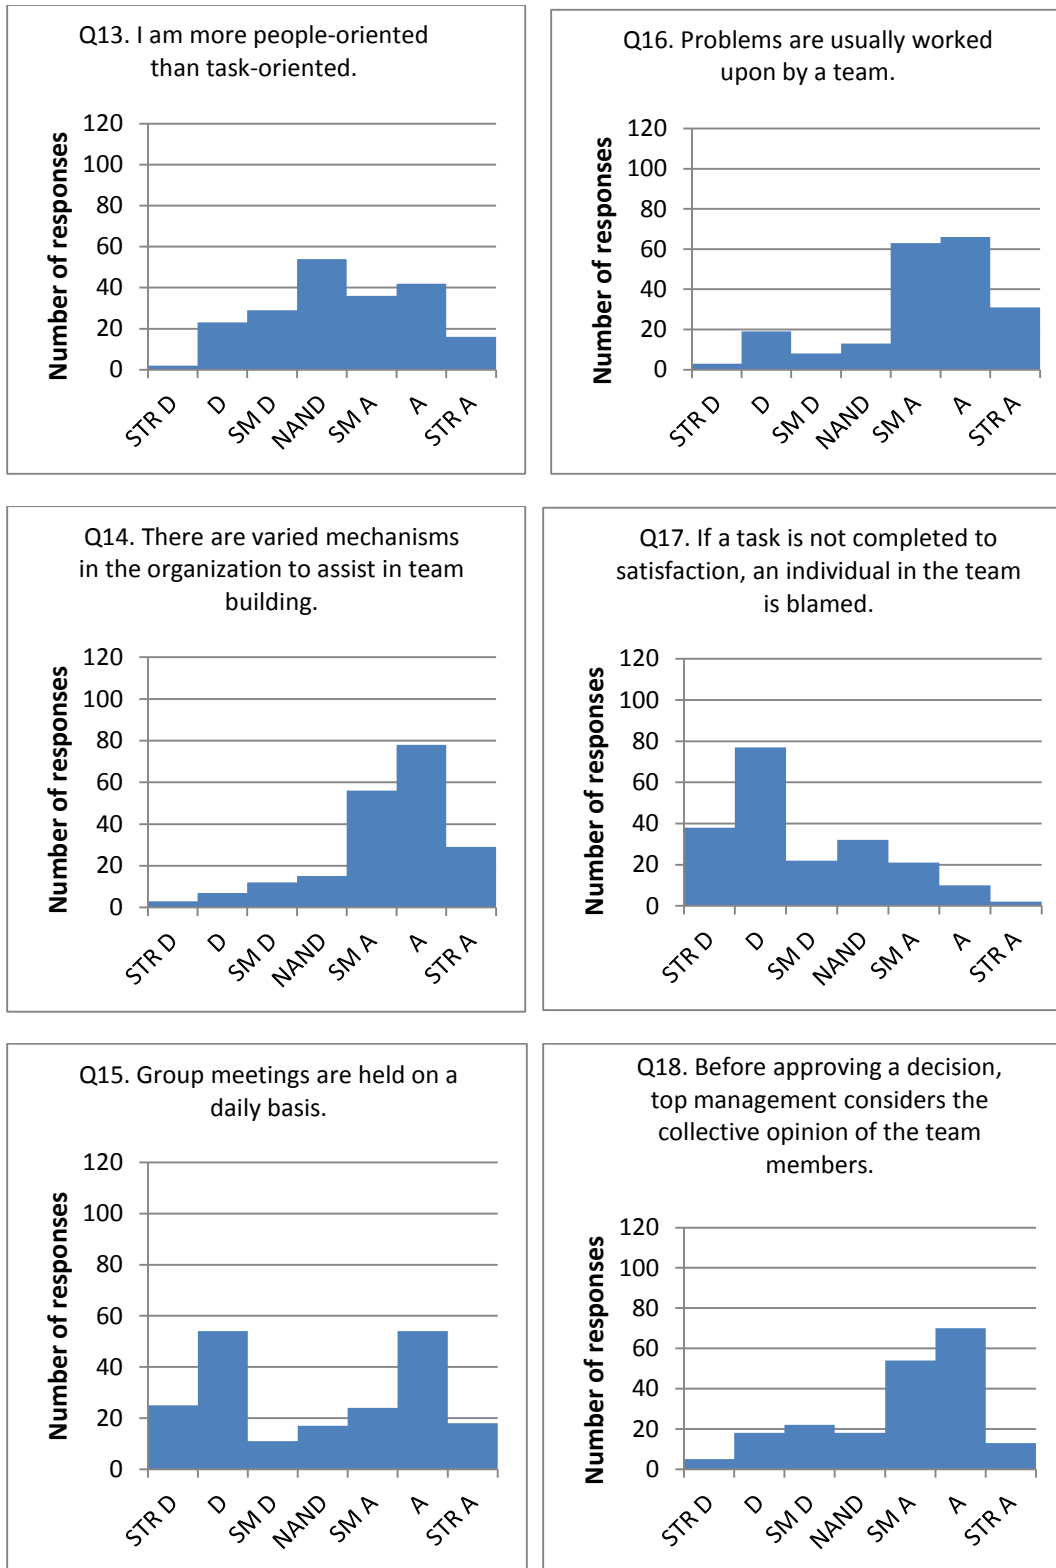 Q13. I am more people-oriented
than task-oriented.
Number of responses
120
100
80
60
40
20
0
STR D
D
SM D
NAND
SM A
A
STR A
Q16. Problems are usually worked
upon by a team.
Number of responses
120
100
80
60
40
20
0
STR D
D
SM D
NAND
SM A
A
STR A
Q14. There are varied mechanisms
in the organization to assist in team
building.
Number of responses
120
100
80
60
40
20
0
STR D
D
SM D
NAND
SM A
A
STR A
Q17. If a task is not completed to
satisfaction, an individual in the team
is blamed.
Number of responses
120
100
80
60
40
20
0
STR D
D
SM D
NAND
SM A
A
STR A
Q15. Group meetings are held on a
daily basis.
Number of responses
120
100
80
60
40
20
0
STR D
D
SM D
NAND
SM A
A
STR A
Q18. Before approving a decision,
top management considers the
collective opinion of the team
members.
Number of responses
120
100
80
60
40
20
0
STR D
D
SM D
NAND
SM A
A
STR A